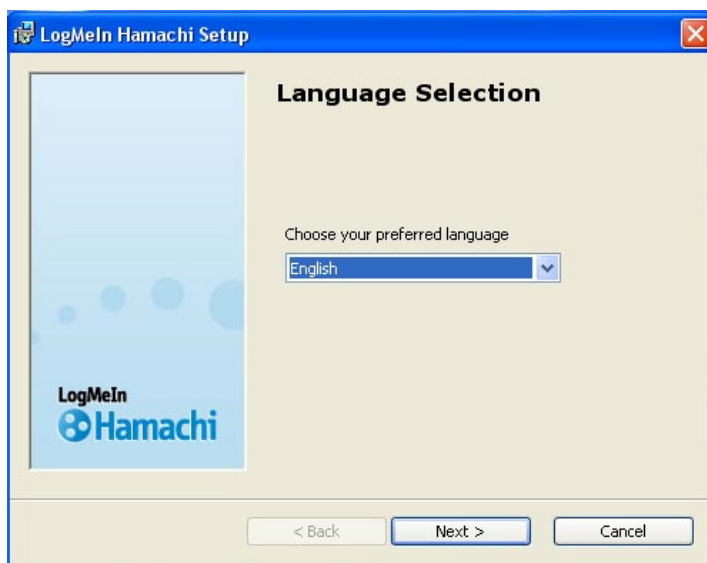 LogMeIn Hamachi Setup
Language Selection
Choose your preferred language
English
LogMeIn
Hamachi
< Back
Next >
Cancel